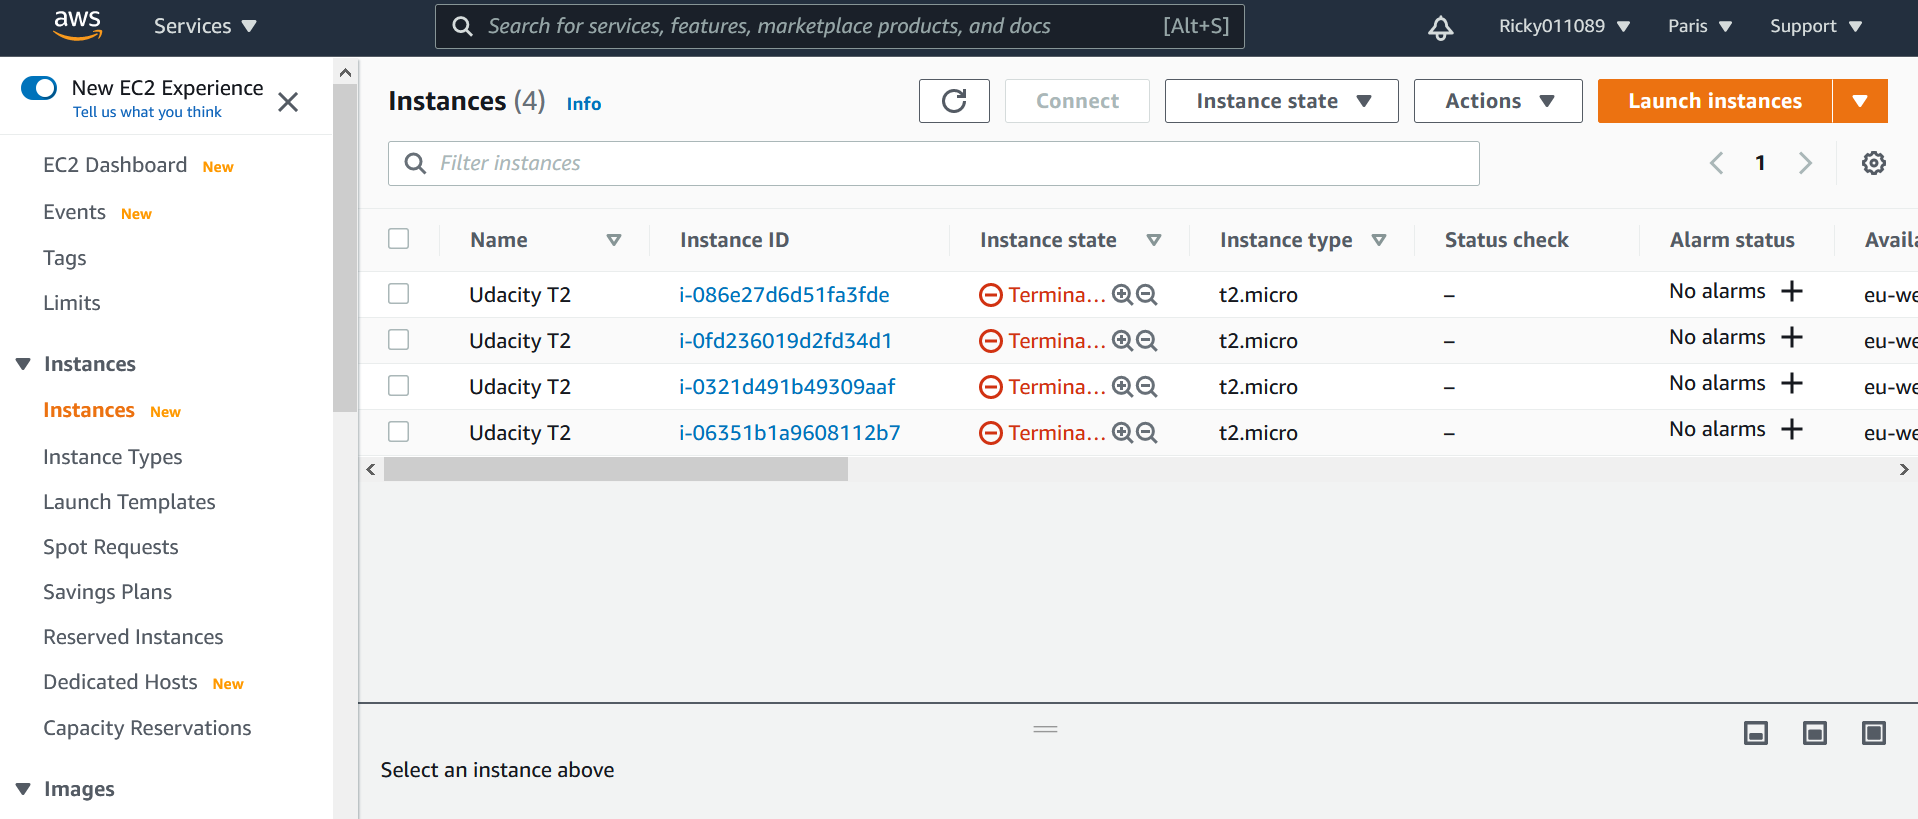 aws Services Search for services, features, marketplace products, and docs [Alt+S] Ricky011089 Paris Support
New EC2 Experience
Tell us what you think
EC2 Dashboard New
Events New
Tags
Limits
Instances
Instances New
Instance Types
Launch Templates
Spot Requests
Savings Plans
Reserved Instances
Dedicated Hosts New
Capacity Reservations
Images
Instances (4) Info Connect Instance state Actions Launch instances
Filter instances 1
Name Instance ID Instance state Instance type Status check Alarm status Availa
Udacity T2 i-086e27d6d51fa3fde Termina... t2.micro – No alarms eu-we
Udacity T2 i-0fd236019d2fd34d1 Termina... t2.micro – No alarms eu-we
Udacity T2 i-0321d491b49309aaf Termina... t2.micro – No alarms eu-we
Udacity T2 i-06351b1a9608112b7 Termina... t2.micro – No alarms eu-we
Select an instance above